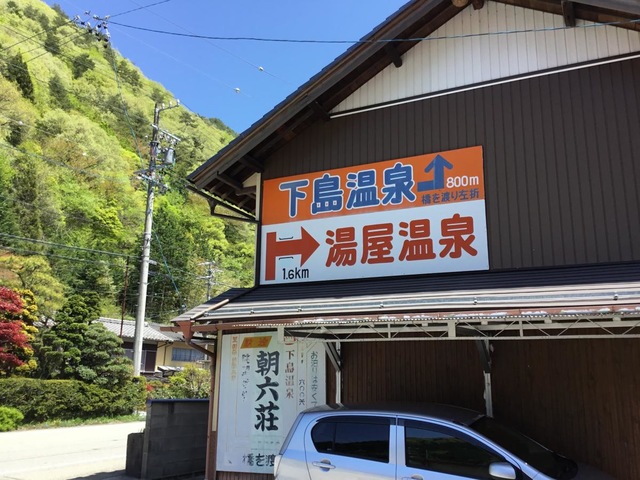 下島温泉
800m
橋を渡り左折
湯屋温泉
1.6KM
朝六荘
下島温泉